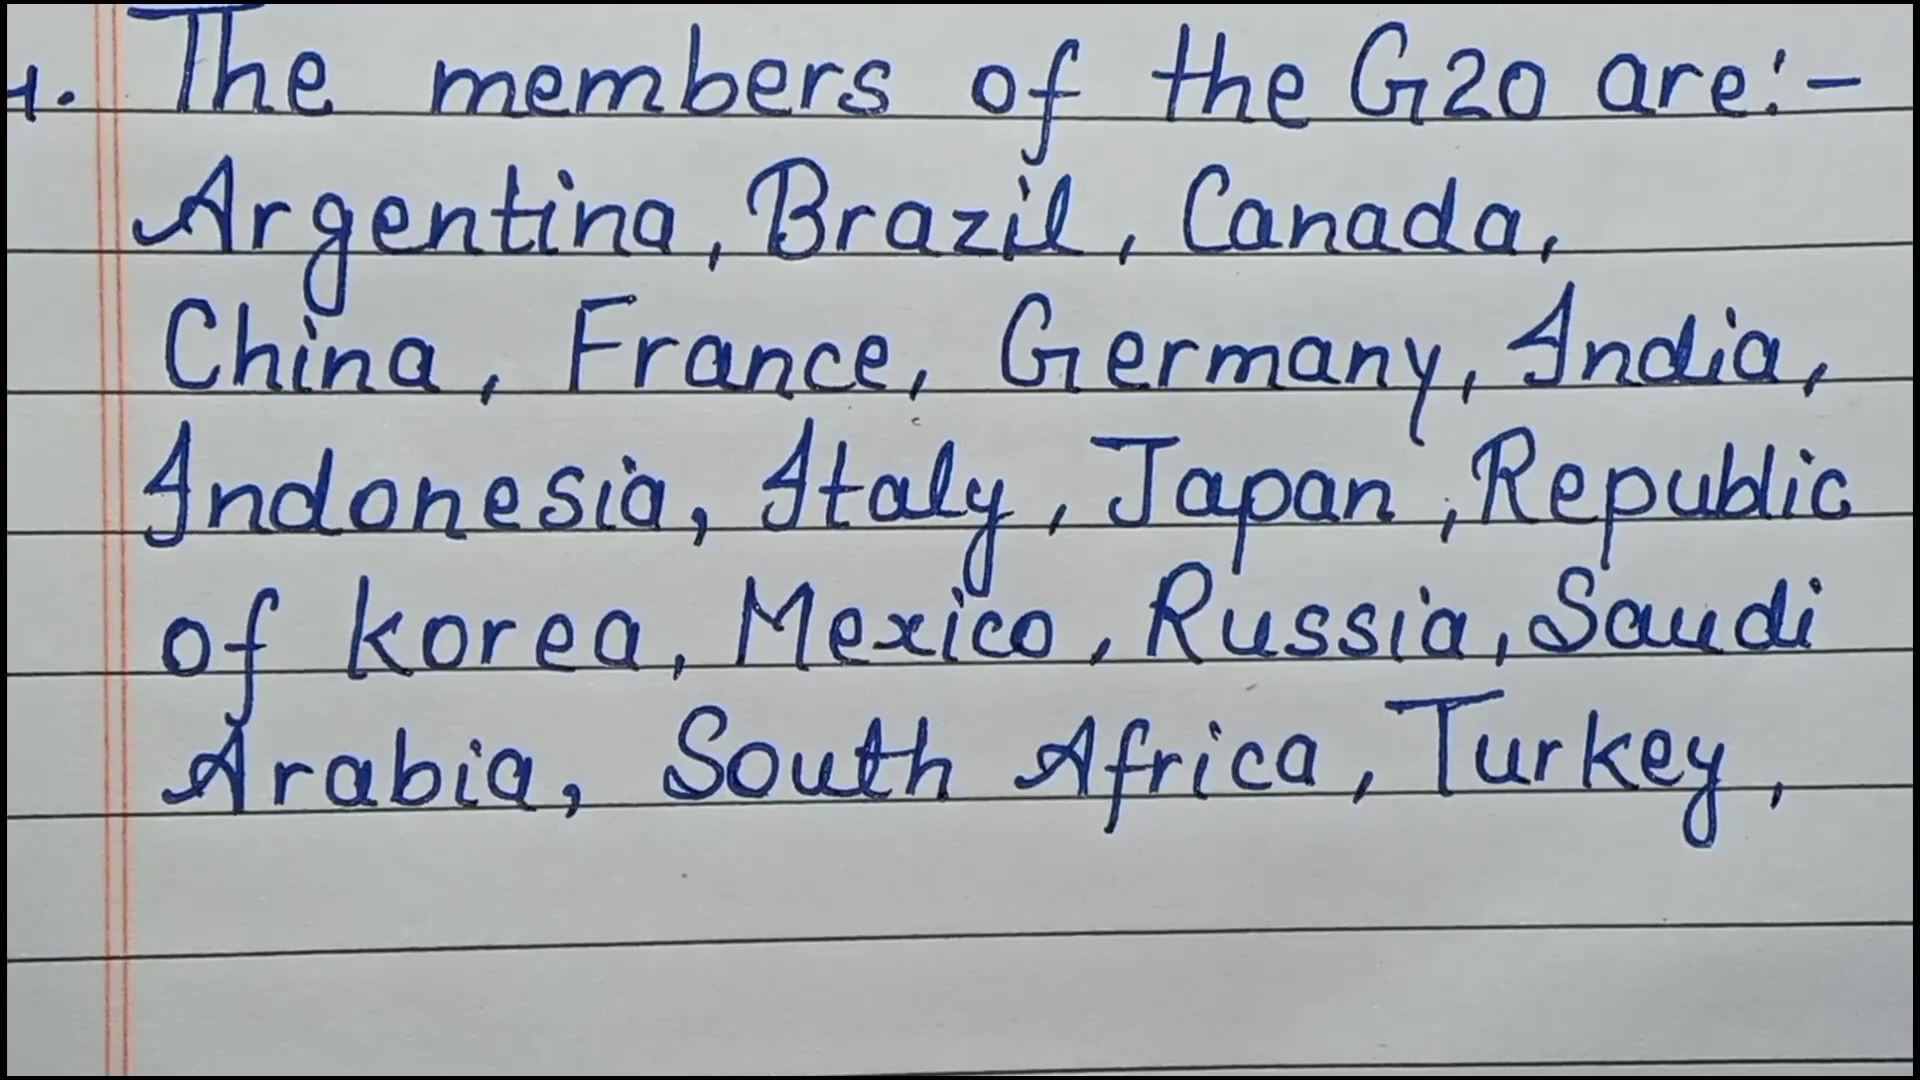 4. The members of the G20 are:-
Argentina, Brazil, Canada,
China, France, Germany, India,
Indonesia, Italy, Japan, Republic
of korea, Mexico, Russia, Saudi
Arabia, South Africa, Turkey,